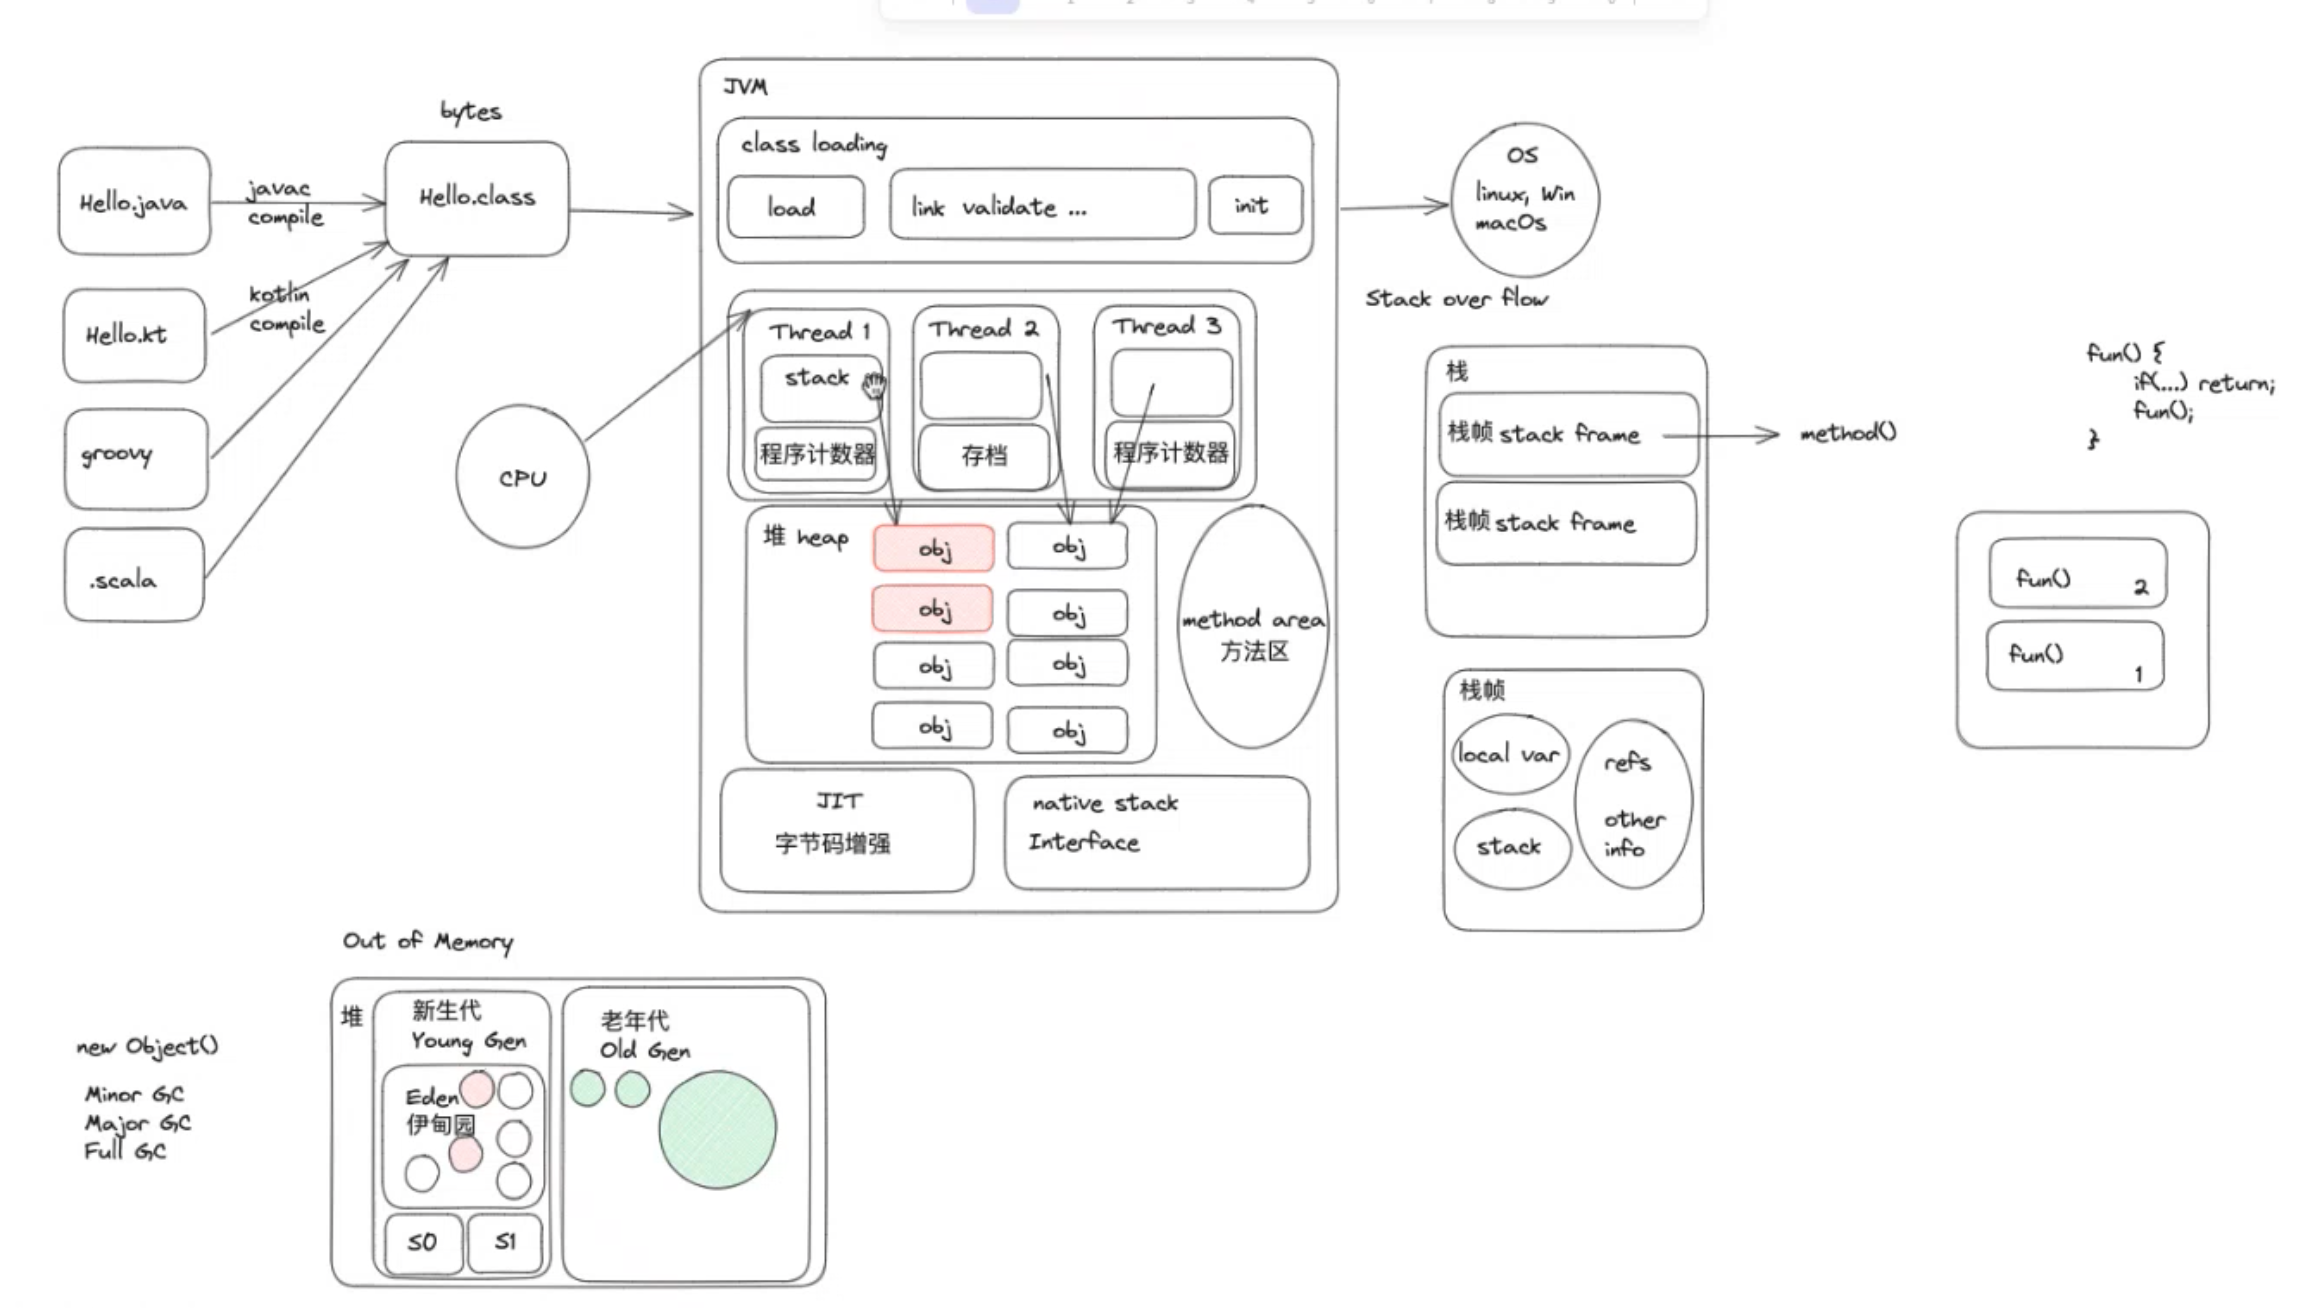 bytes
Hello.java
javac
compile
Hello.class
Hello.kt
kotlin
compile
groovy
.scala
CPU
JVM
class loading
load
link validate ...
init
Thread 1
stack
程序计数器
Thread 2
存档
Thread 3
程序计数器
堆 heap
obj
obj
obj
obj
obj
obj
obj
obj
method area
方法区
JIT
字节码增强
native stack
Interface
OS
linux, Win
macOs
Stack over flow
栈
栈帧 stack frame
栈帧 stack frame
method()
栈帧
local var
stack
refs
other
info
fun() {
if(...) return;
fun();
}
fun() 2
fun() 1
Out of Memory
new Object()
Minor GC
Major GC
Full GC
堆
新生代
Young Gen
Eden
伊甸园
S0
S1
老年代
Old Gen